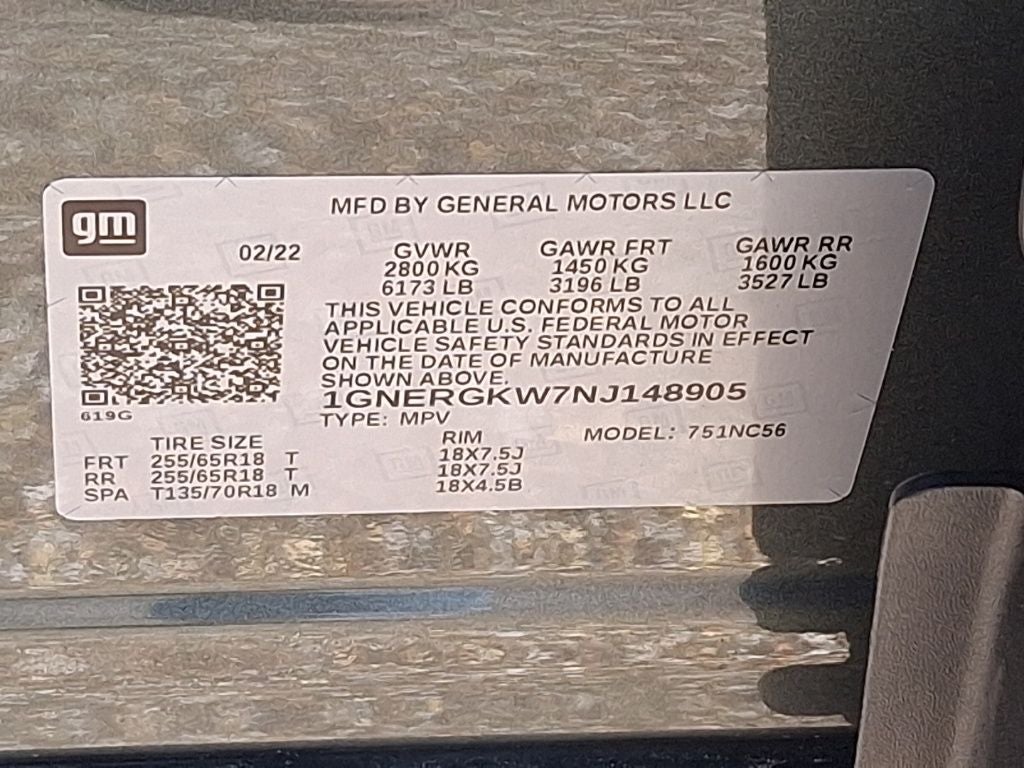 gm
MFD BY GENERAL MOTORS LLC
02/22 GVWR GAWR FRT GAWR RR
2800 KG 1450 KG 1600 KG
6173 LB 3196 LB 3527 LB
THIS VEHICLE CONFORMS TO ALL
APPLICABLE U.S. FEDERAL MOTOR
VEHICLE SAFETY STANDARDS IN EFFECT
ON THE DATE OF MANUFACTURE
SHOWN ABOVE.
1GNERGKW7NJ148905
619G
TYPE: MPV
MODEL: 751NC56
TIRE SIZE RIM
FRT 255/65R18 T 18X7.5J
RR 255/65R18 T 18X7.5J
SPA T135/70R18 M 18X4.5B